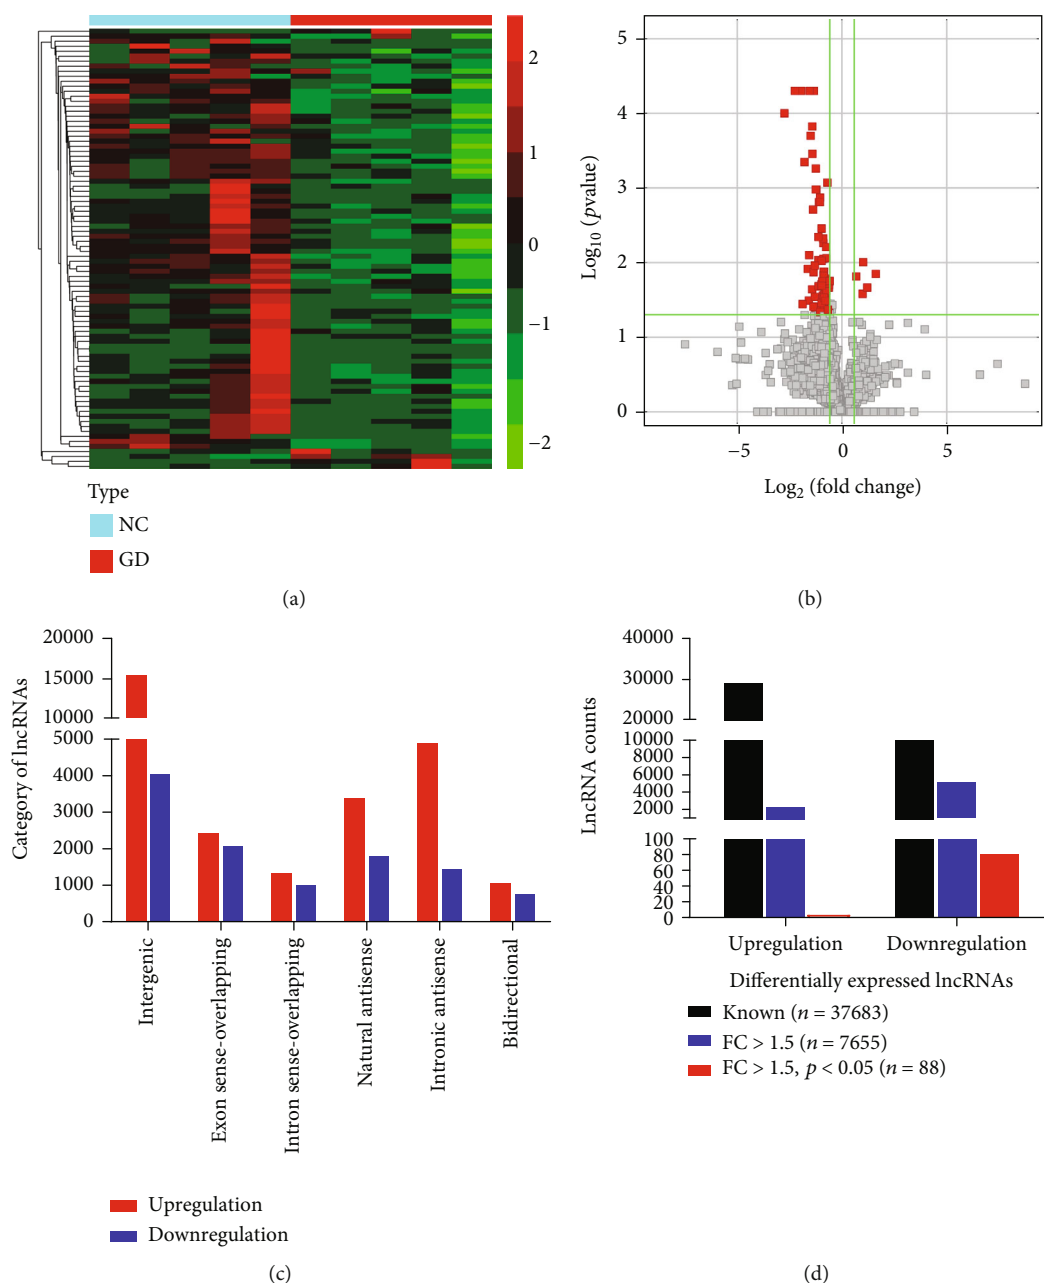 2
1
0
−1
−2
Type
NC
GD
(a)
5
4
3
2
1
0
Log10 (pvalue)
−5
0
5
Log2 (fold change)
(b)
20000
15000
10000
5000
4000
3000
2000
1000
0
Category of lncRNAs
Intergenic
Exon sense-overlapping
Intron sense-overlapping
Natural antisense
Intronic antisense
Bidirectional
Upregulation
Downregulation
(c)
40000
30000
20000
10000
8000
6000
4000
2000
100
80
60
40
20
0
LncRNA counts
Upregulation
Downregulation
Differentially expressed lncRNAs
Known (n = 37683)
FC > 1.5 (n = 7655)
FC > 1.5, p < 0.05 (n = 88)
(d)